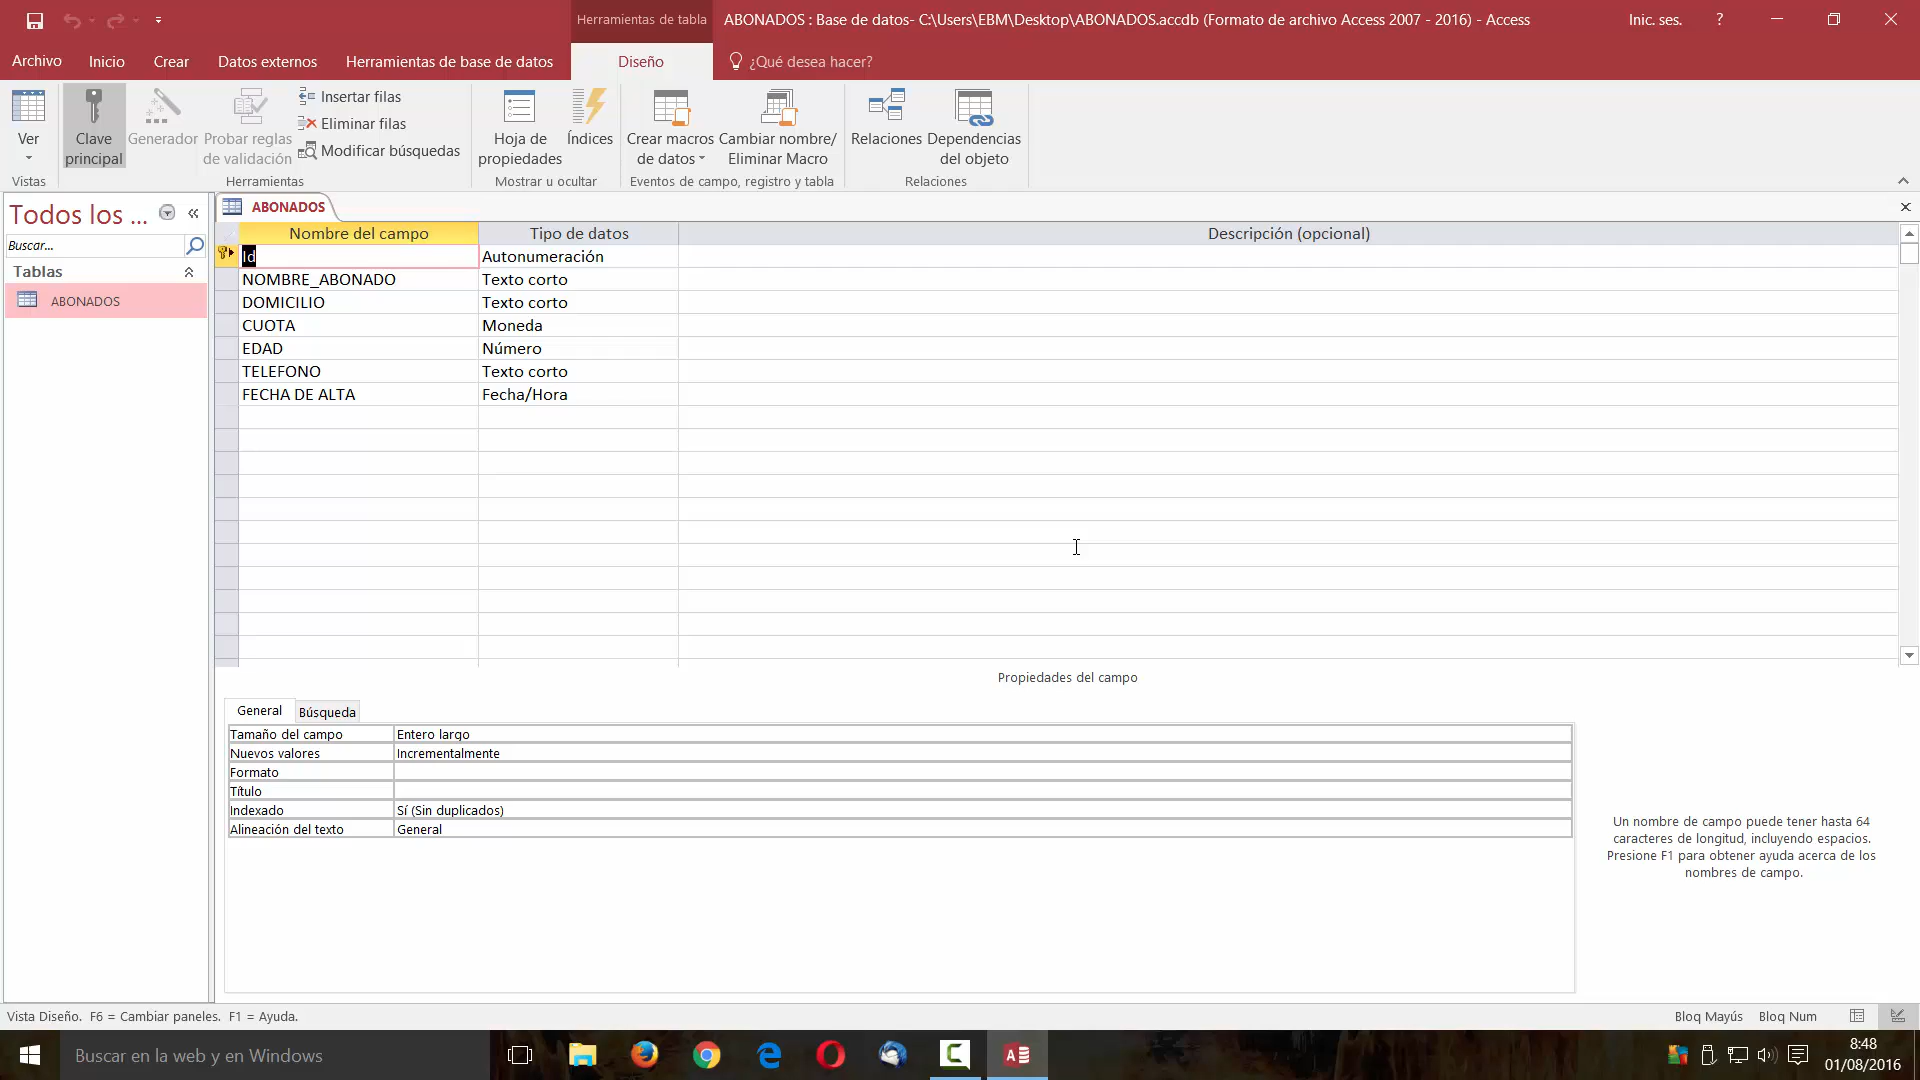 Herramientas de tabla
ABONADOS : Base de datos- C:\Users\EBM\Desktop\ABONADOS.accdb (Formato de archivo Access 2007 - 2016) - Access
Inic. ses.
?
Archivo
Inicio
Crear
Datos externos
Herramientas de base de datos
Diseño
¿Qué desea hacer?
Ver
Clave
principal
Generador
Probar reglas
de validación
Insertar filas
Eliminar filas
Modificar búsquedas
Hoja de
propiedades
Índices
Crear macros
de datos
Cambiar nombre/
Eliminar Macro
Relaciones
Dependencias
del objeto
Vistas
Herramientas
Mostrar u ocultar
Eventos de campo, registro y tabla
Relaciones
Todos los ...
Buscar...
Tablas
ABONADOS
ABONADOS
Nombre del campo
Tipo de datos
Descripción (opcional)
Id
Autonumeración
NOMBRE_ABONADO
Texto corto
DOMICILIO
Texto corto
CUOTA
Moneda
EDAD
Número
TELEFONO
Texto corto
FECHA DE ALTA
Fecha/Hora
Propiedades del campo
General
Búsqueda
Tamaño del campo
Entero largo
Nuevos valores
Incrementalmente
Formato
Título
Indexado
Sí (Sin duplicados)
Alineación del texto
General
Un nombre de campo puede tener hasta 64
caracteres de longitud, incluyendo espacios.
Presione F1 para obtener ayuda acerca de los
nombres de campo.
Vista Diseño. F6 = Cambiar paneles. F1 = Ayuda.
Bloq Mayús
Bloq Num
Buscar en la web y en Windows
8:48
01/08/2016